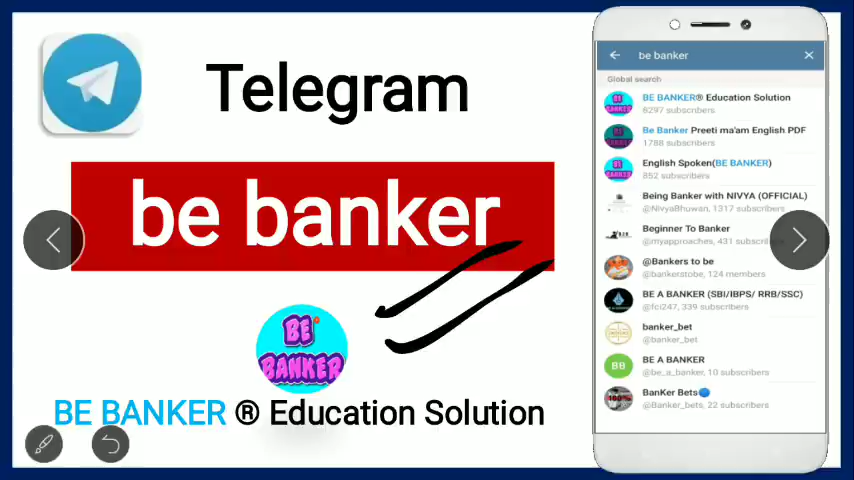 Telegram
be banker
BE BANKER
BE BANKER ® Education Solution
be banker
Global search
BE BANKER® Education Solution
8297 subscribers
Be Banker Preeti ma'am English PDF
1788 subscribers
English Spoken(BE BANKER)
852 subscribers
Being Banker with NIVYA (OFFICIAL)
@NivyaBhuwan, 1317 subscribers
Beginner To Banker
@myapproaches, 431 subscrib
@Bankers to be
@bankerstobe, 124 members
BE A BANKER (SBI/IBPS/ RRB/SSC)
@fci247, 339 subscribers
banker_bet
@banker_bet
BB
BE A BANKER
@be_a_banker, 10 subscribers
100%
BanKer Bets
@Banker_bets, 22 subscribers